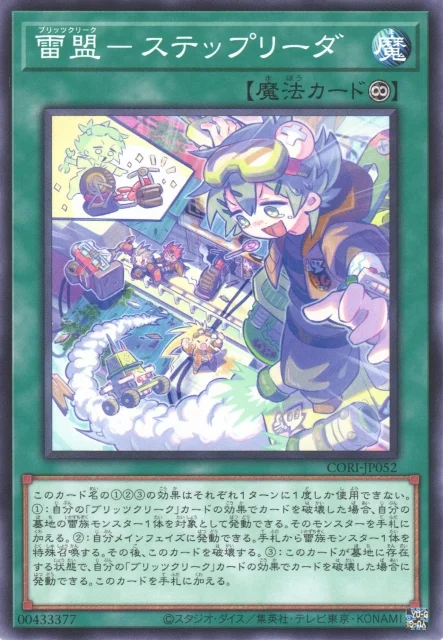 ブリッツクリーク
雷盟－ステップリーダ
魔
【魔法カード】
CORI-JP052
このカード名の①②③の効果はそれぞれ1ターンに1度しか使用できない。
①：自分の「ブリッツクリーク」カードの効果でカードを破壊した場合、自分の
墓地の雷族モンスター1体を対象として発動できる。そのモンスターを手札に
加える。②：自分メインフェイズに発動できる。手札から雷族モンスター1体を
特殊召喚する。その後、このカードを破壊する。③：このカードが墓地に存在
する状態で、自分の「ブリッツクリーク」カードの効果でカードを破壊した場合に
発動できる。このカードを手札に加える。
00433377
©スタジオ・ダイス／集英社・テレビ東京・KONAMI